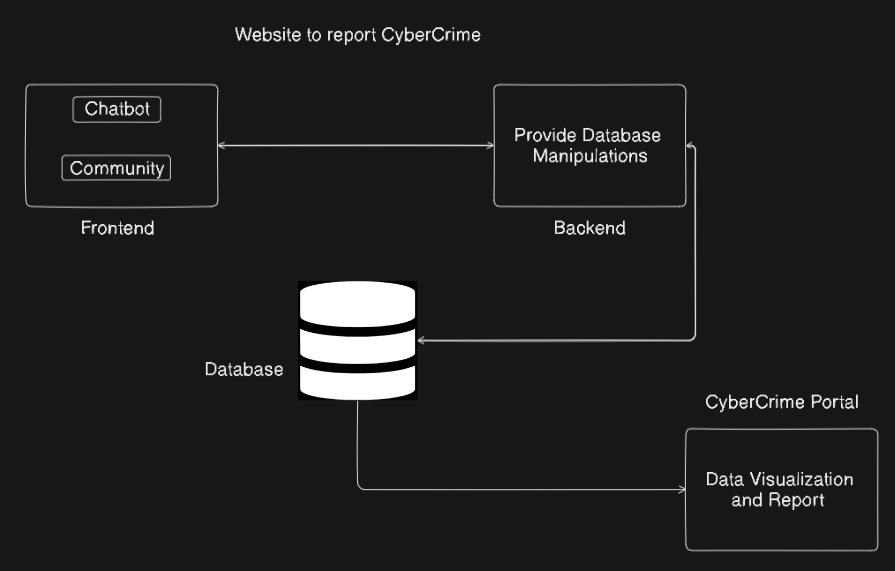 Website to report CyberCrime
Chatbot
Community
Frontend
Provide Database
Manipulations
Backend
Database
CyberCrime Portal
Data Visualization
and Report